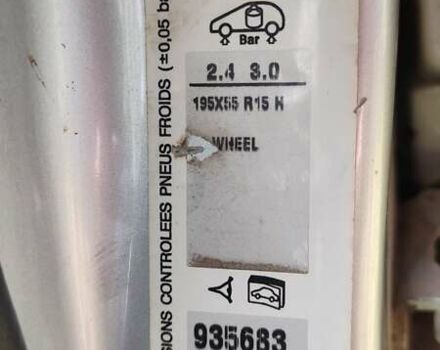 SIONS CONTROLEES PNEUS FROIDS (±0,05 ba
Bar
2.4 3.0
195X55 R15 H
WHEEL
935683